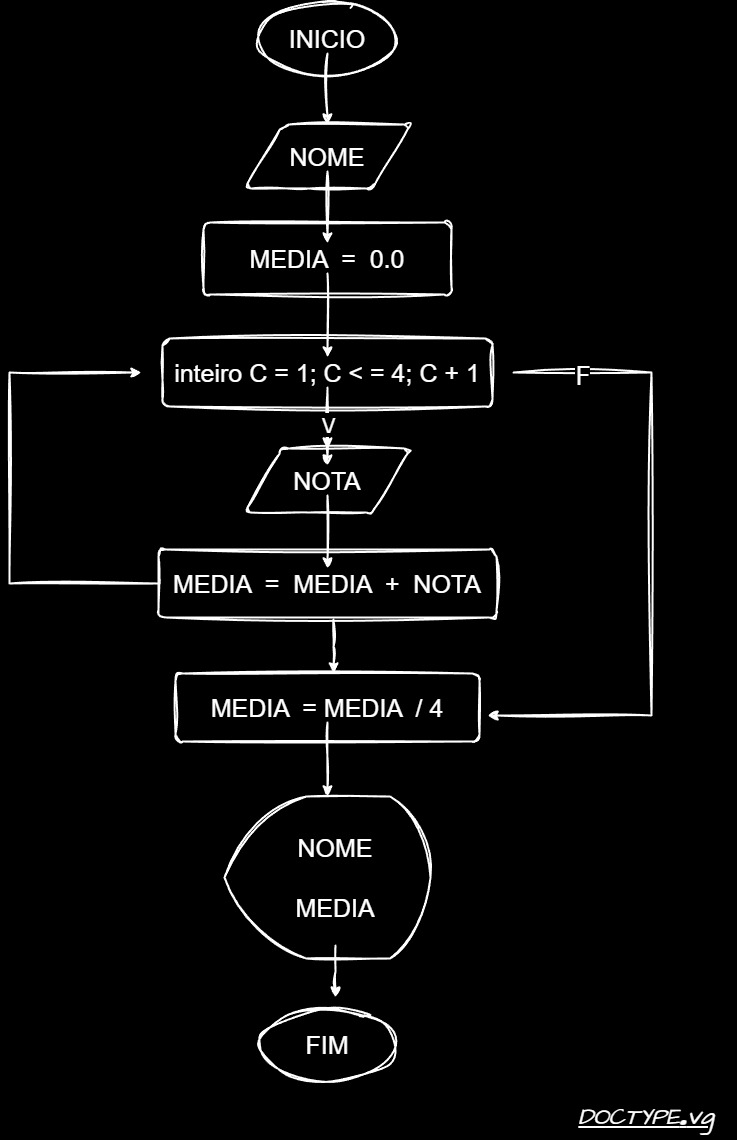 INICIO
NOME
MEDIA = 0.0
inteiro C = 1; C < = 4; C + 1
F
V
NOTA
MEDIA = MEDIA + NOTA
MEDIA = MEDIA / 4
NOME
MEDIA
FIM
DOCTYPE.vg